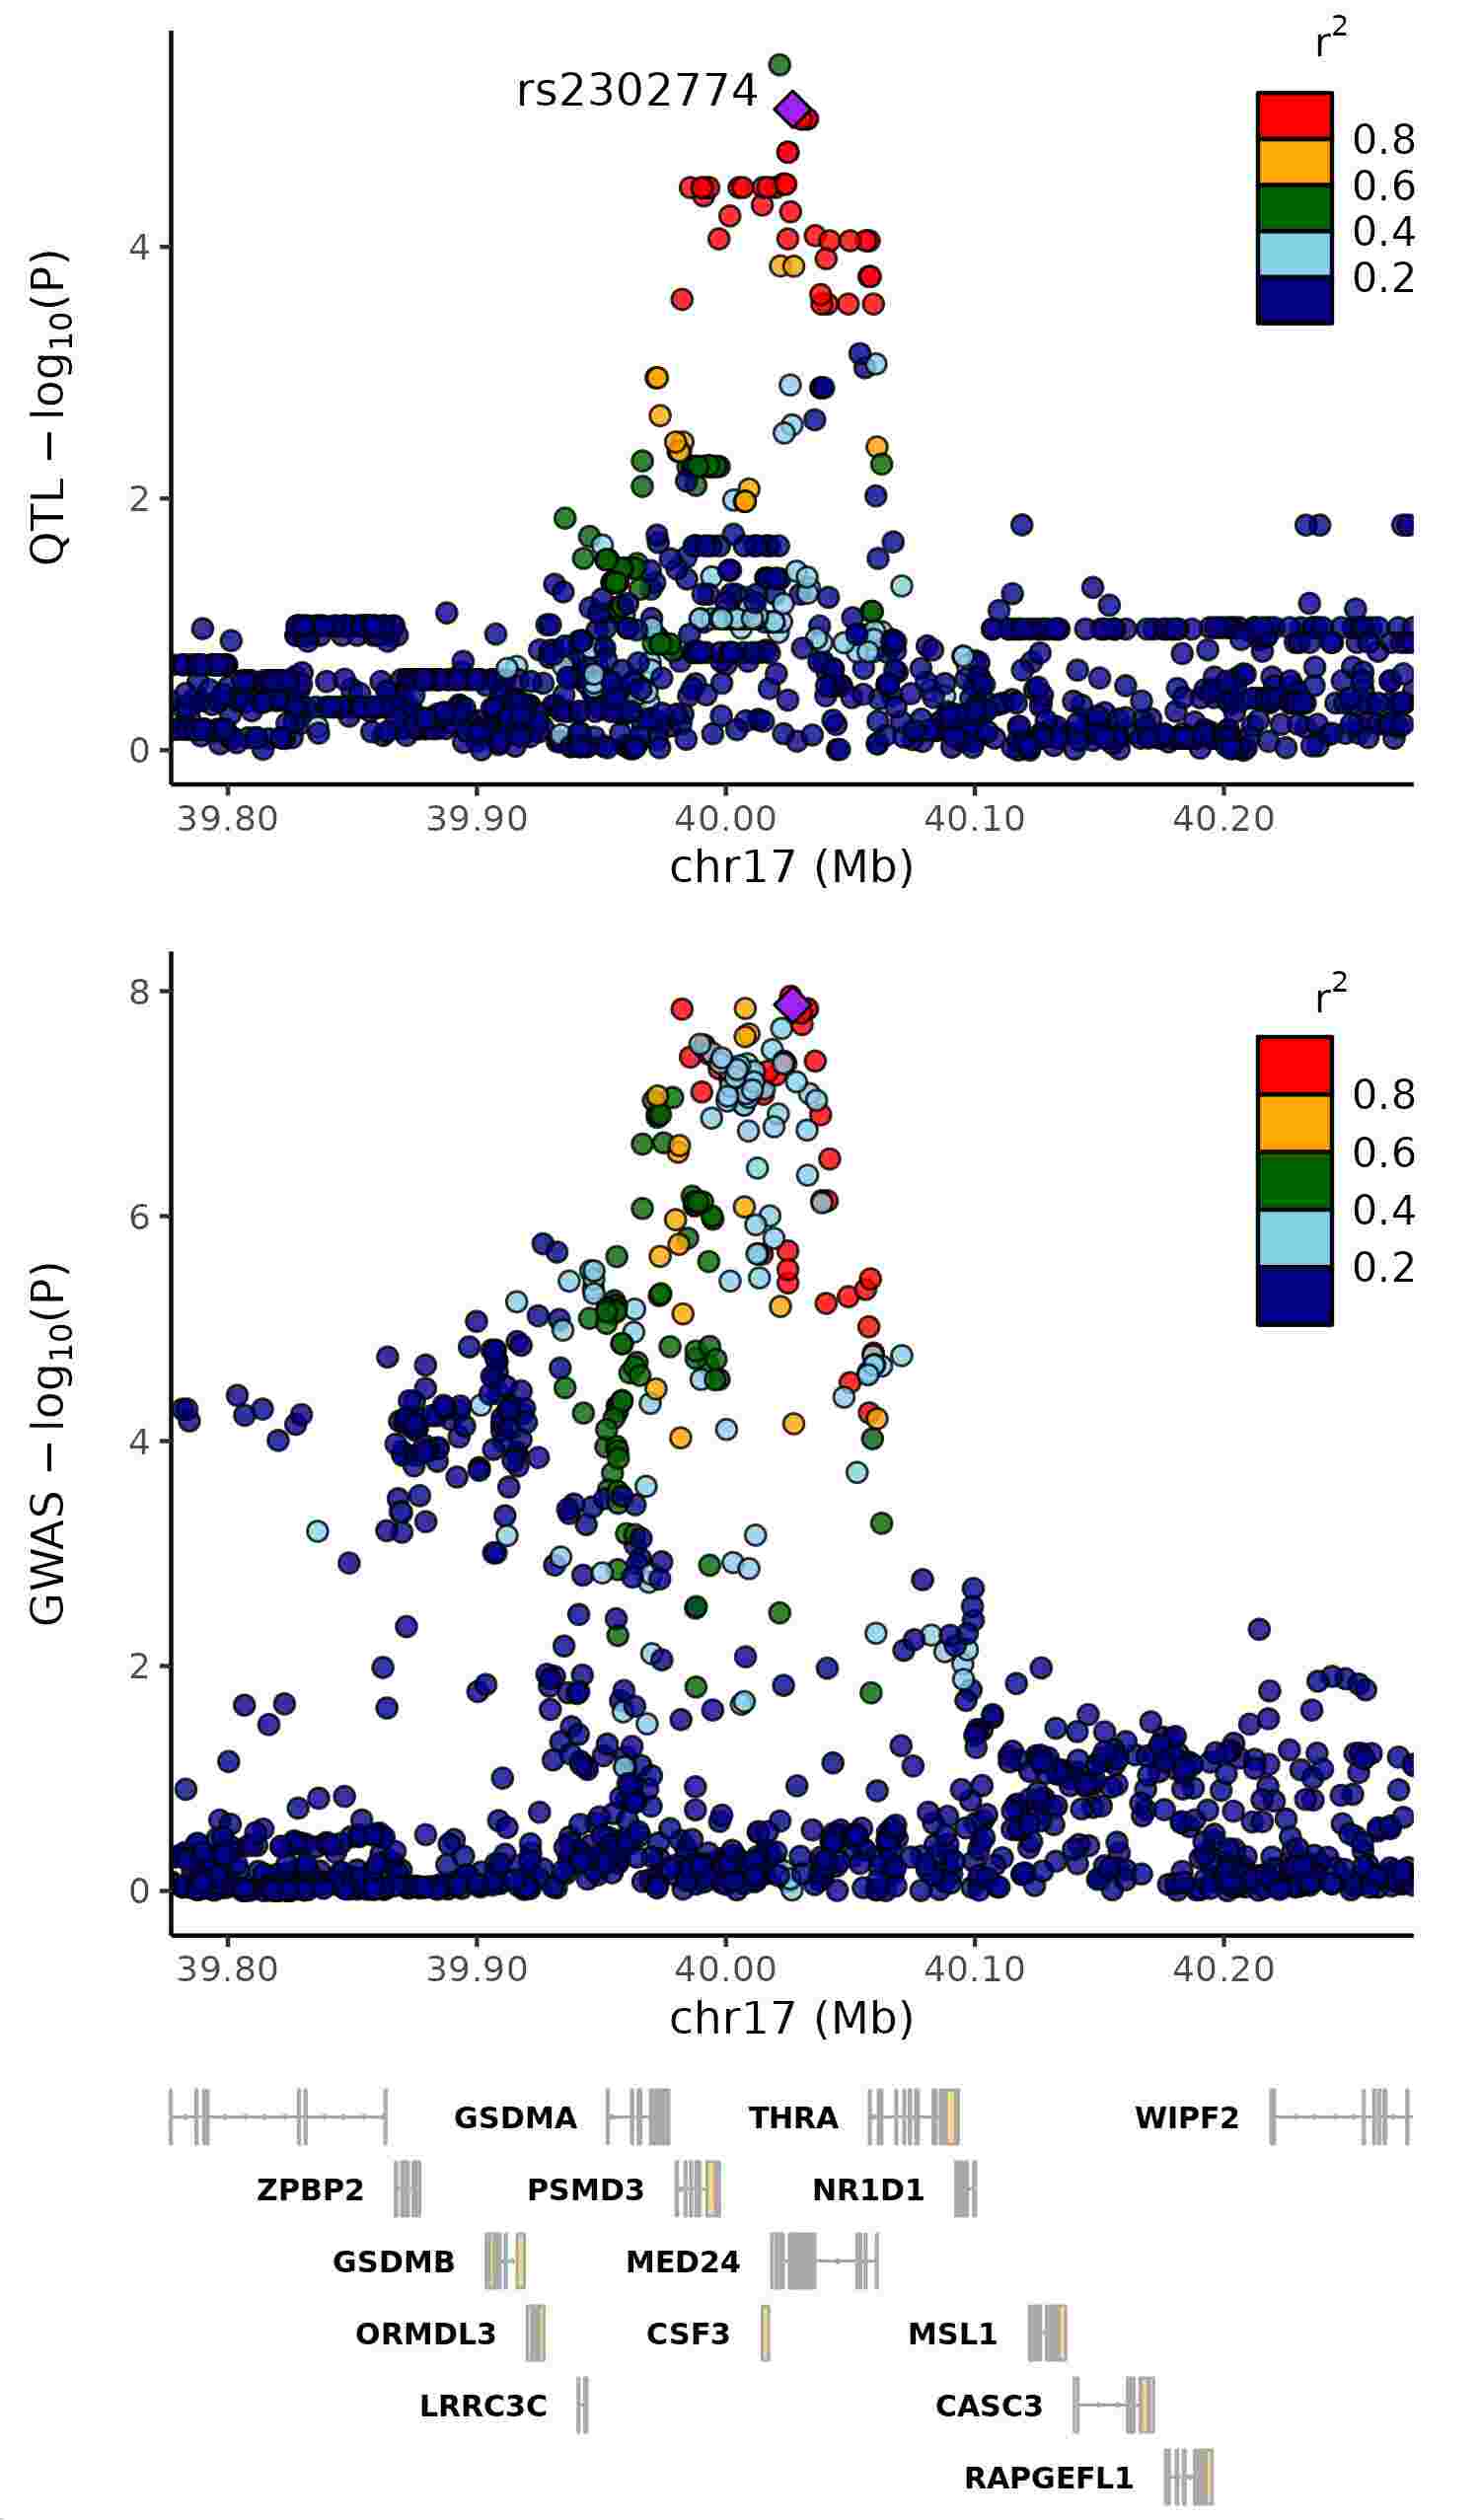 r2
rs2302774
0.8
0.6
0.4
0.2
QTL −log10(P)
4
2
0
39.80 39.90 40.00 40.10 40.20
chr17 (Mb)
r2
0.8
0.6
0.4
0.2
GWAS −log10(P)
8
6
4
2
0
39.80 39.90 40.00 40.10 40.20
chr17 (Mb)
GSDMA THRA WIPF2
ZPBP2 PSMD3 NR1D1
GSDMB MED24
ORMDL3 CSF3 MSL1
LRRC3C CASC3
RAPGEFL1